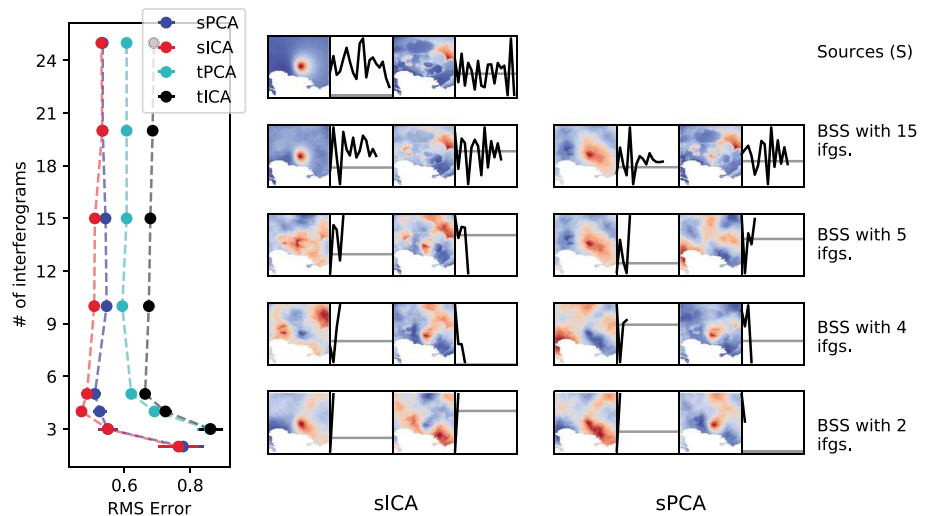 sPCA
sICA
tPCA
tICA
24
21
18
15
12
9
6
3
# of interferograms
0.6
0.8
RMS Error
Sources (S)
BSS with 15
ifgs.
BSS with 5
ifgs.
BSS with 4
ifgs.
BSS with 2
ifgs.
sICA
sPCA